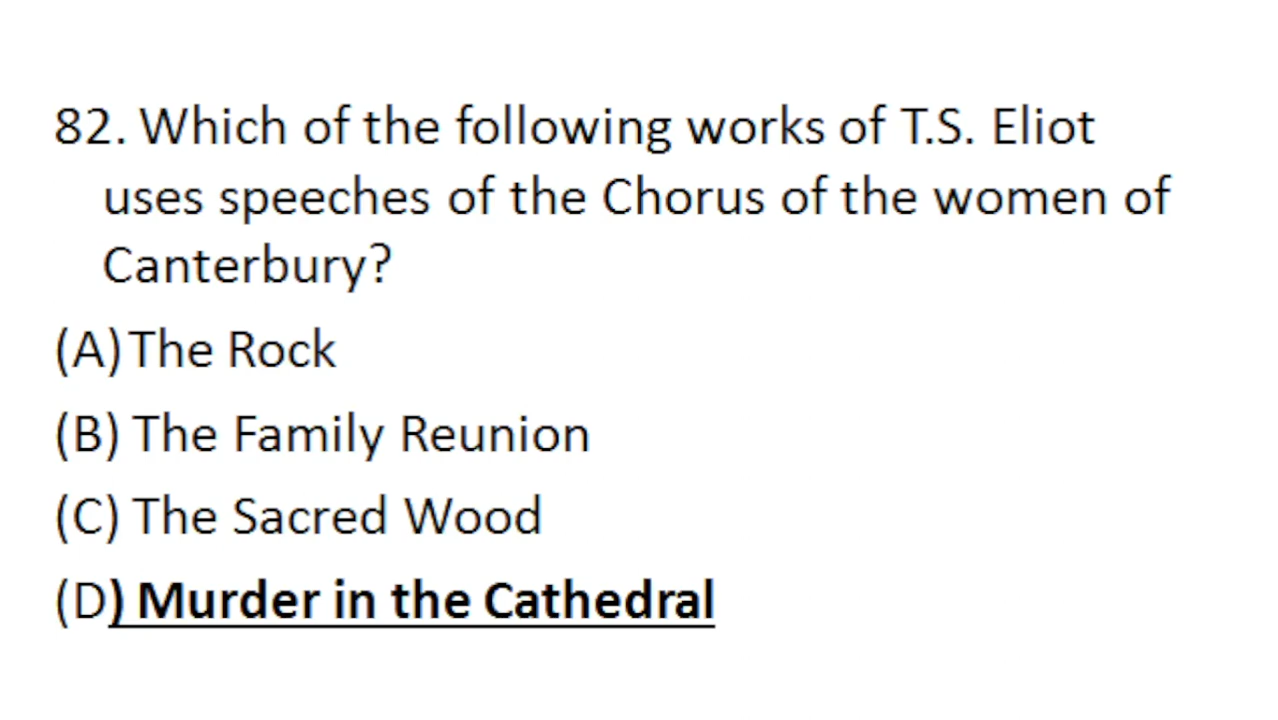 82. Which of the following works of T.S. Eliot
uses speeches of the Chorus of the women of
Canterbury?
(A) The Rock
(B) The Family Reunion
(C) The Sacred Wood
(D) Murder in the Cathedral